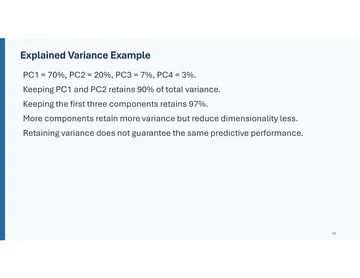 Explained Variance Example
PC1 = 70%, PC2 = 20%, PC3 = 7%, PC4 = 3%.
Keeping PC1 and PC2 retains 90% of total variance.
Keeping the first three components retains 97%.
More components retain more variance but reduce dimensionality less.
Retaining variance does not guarantee the same predictive performance.